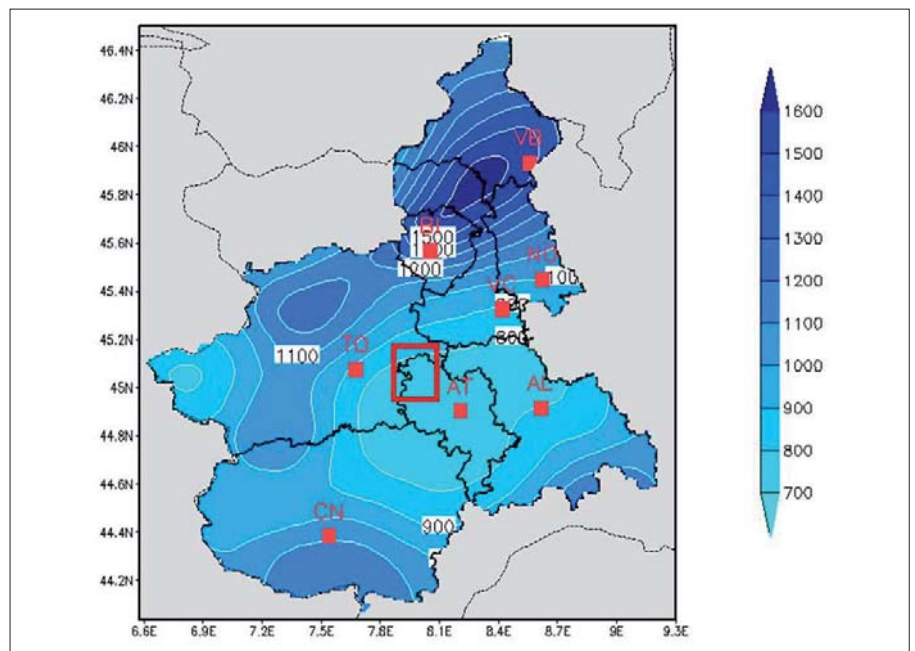 46.4N
46.2N
46N
45.8N
45.6N
45.4N
45.2N
45N
44.8N
44.6N
44.4N
44.2N
6.6E 6.9E 7.2E 7.5E 7.8E 8.1E 8.4E 8.7E 9E 9.3E
VB
BI
1500
1200
NO
100
VC
800
1100
TO
AT
AL
CN
900
1600
1500
1400
1300
1200
1100
1000
900
800
700